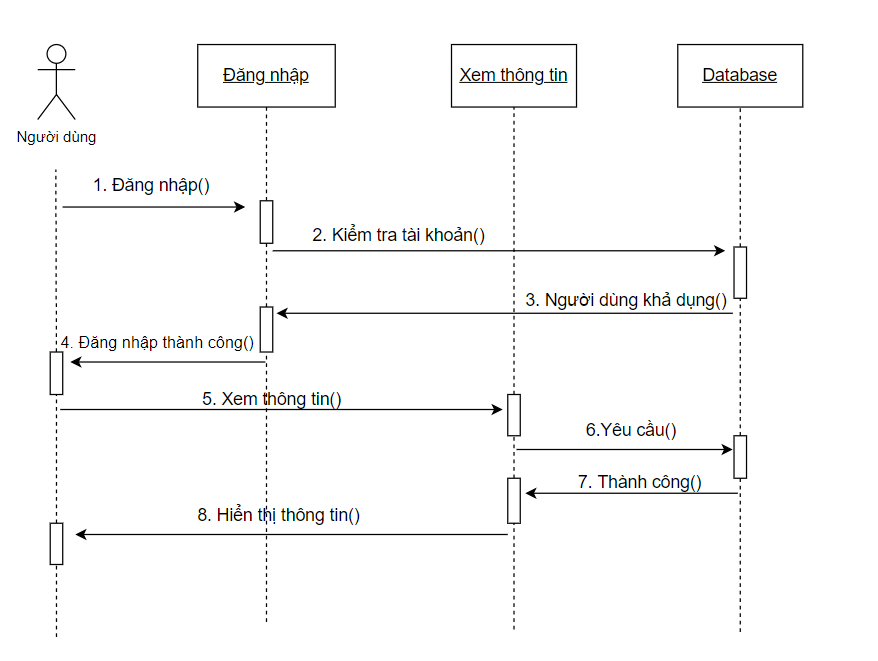 Đăng nhập
Xem thông tin
Database
Người dùng
1. Đăng nhập()
2. Kiểm tra tài khoản()
3. Người dùng khả dụng()
4. Đăng nhập thành công()
5. Xem thông tin()
6.Yêu cầu()
7. Thành công()
8. Hiển thị thông tin()